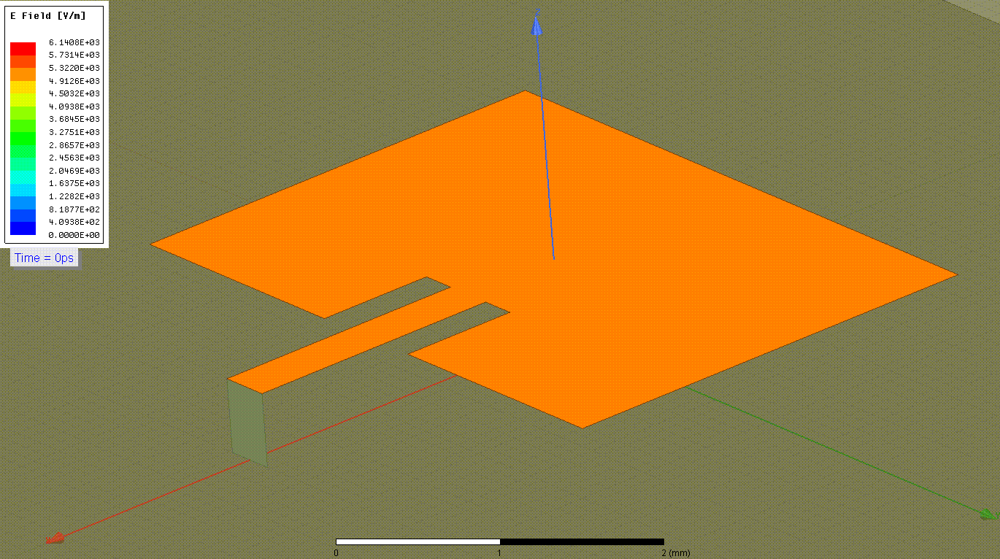 E Field [V/m]
6.1408E+03
5.7314E+03
5.3220E+03
4.9126E+03
4.5032E+03
4.0938E+03
3.6845E+03
3.2751E+03
2.8657E+03
2.4563E+03
2.0469E+03
1.6375E+03
1.2282E+03
8.1877E+02
4.0938E+02
0.0000E+00
Time = 0ps
Z
0 1 2 (mm)